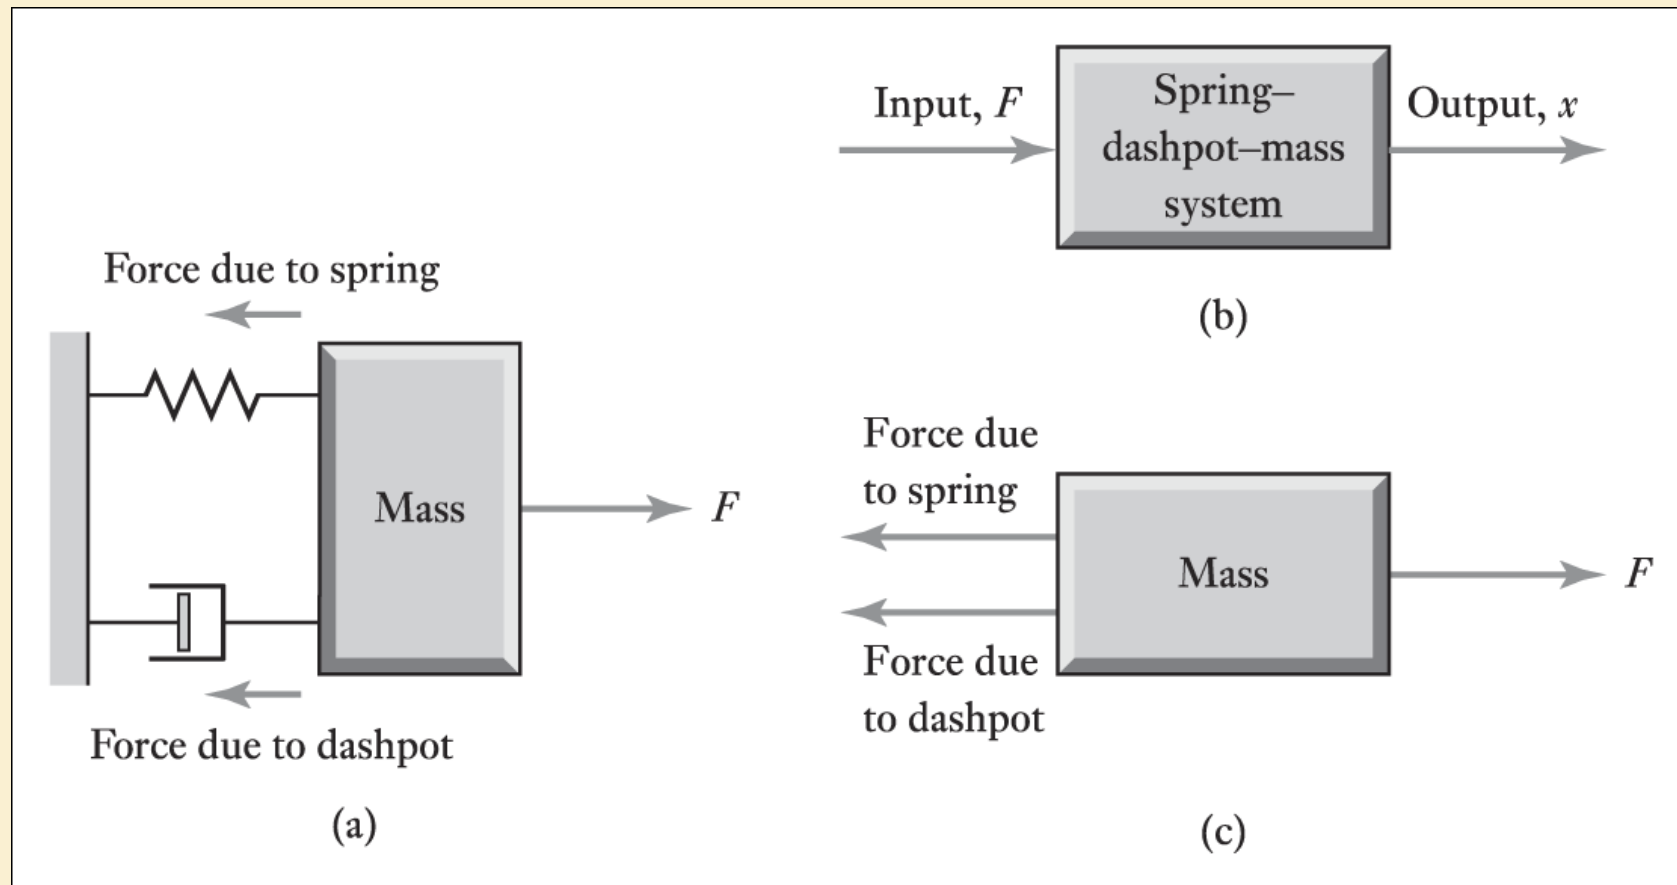 Force due to spring
Mass
F
Force due to dashpot
(a)
Input, F
Spring–
dashpot–mass
system
Output, x
(b)
Force due
to spring
Mass
F
Force due
to dashpot
(c)